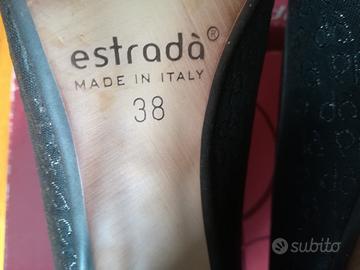 estradà®
MADE IN ITALY
38
subito